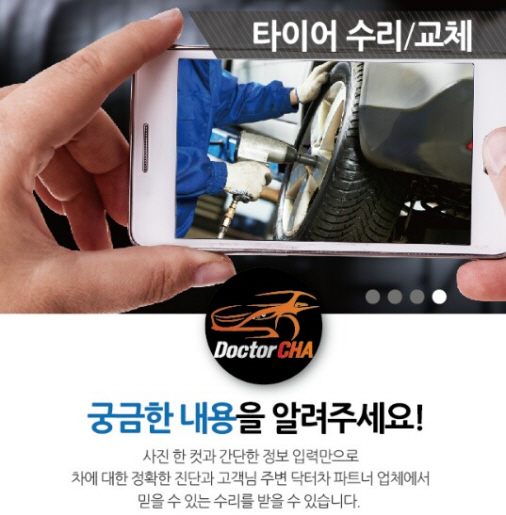 타이어 수리/교체
DoctorCHA
궁금한 내용을 알려주세요!
사진 한 컷과 간단한 정보 입력만으로
차에 대한 정확한 진단과 고객님 주변 닥터차 파트너 업체에서
믿을 수 있는 수리를 받을 수 있습니다.